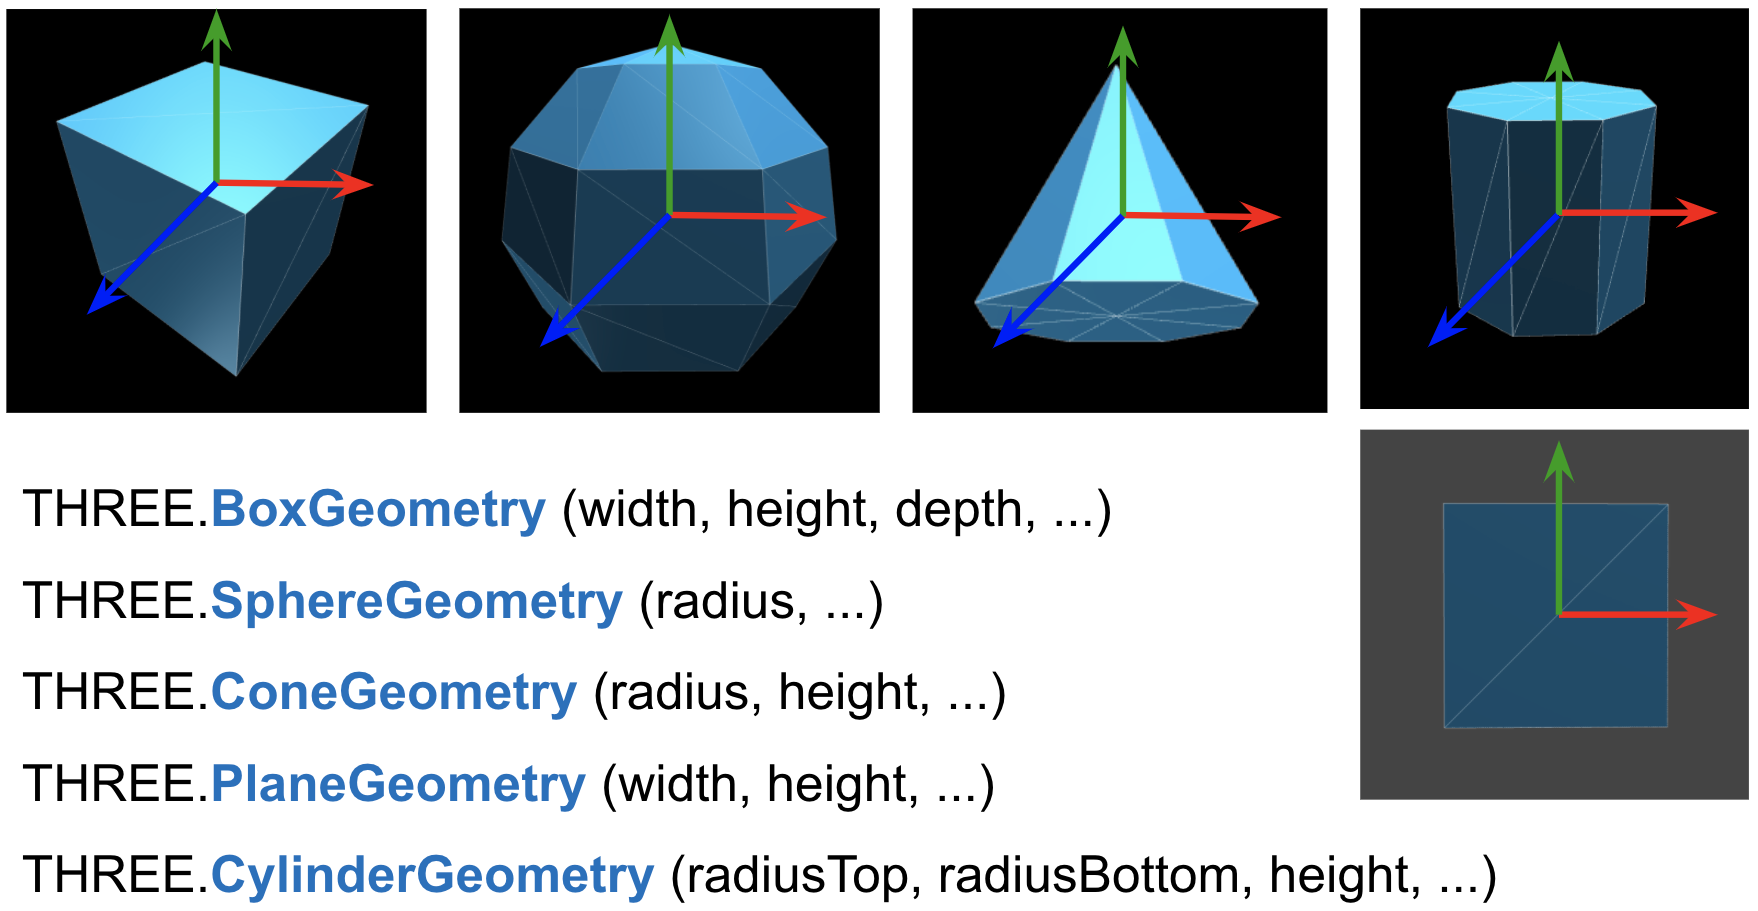 THREE.BoxGeometry (width, height, depth, ...)
THREE.SphereGeometry (radius, ...)
THREE.ConeGeometry (radius, height, ...)
THREE.PlaneGeometry (width, height, ...)
THREE.CylinderGeometry (radiusTop, radiusBottom, height, ...)